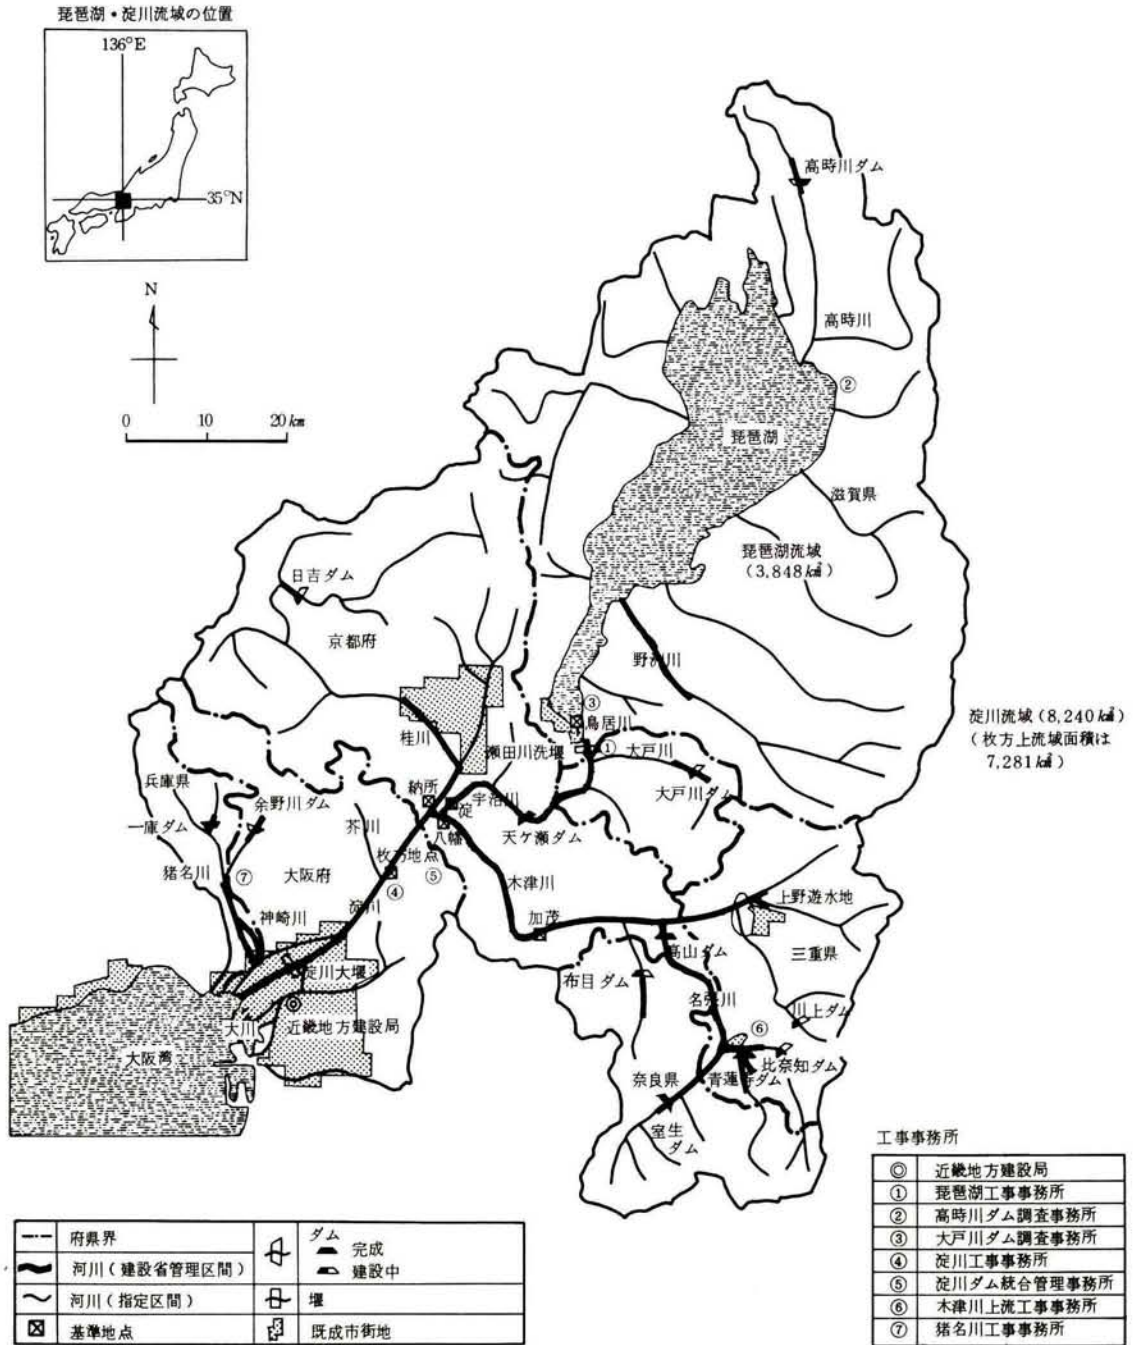 琵琶湖・淀川流域の位置
136°E
35°N
N
0 10 20km
高時川ダム
高時川
②
琵琶湖
滋賀県
琵琶湖流域
(3,848km²)
日吉ダム
京都府
野洲川
③
鳥居川
桂川
瀬田川洗堰
①
大戸川
淀川流域(8,240km²)
(枚方上流域面積は
7,281km²)
兵庫県
余野川ダム
納所
宇治川
淀
大戸川ダム
一庫ダム
芥川
八幡
天ケ瀬ダム
枚方地点
猪名川
⑦
大阪府
④
⑤
木津川
上野遊水地
神崎川
淀川
加茂
高山ダム
三重県
淀川大堰
布目ダム
名張川
川上ダム
◎
大川
近畿地方建設局
⑥
大阪湾
比奈知ダム
奈良県
青蓮寺ダム
室生
ダム
工事事務所
◎ 近畿地方建設局
① 琵琶湖工事事務所
② 高時川ダム調査事務所
③ 大戸川ダム調査事務所
④ 淀川工事事務所
⑤ 淀川ダム統合管理事務所
⑥ 木津川上流工事事務所
⑦ 猪名川工事事務所
府県界
河川(建設省管理区間)
河川(指定区間)
基準地点
ダム
完成
建設中
堰
既成市街地